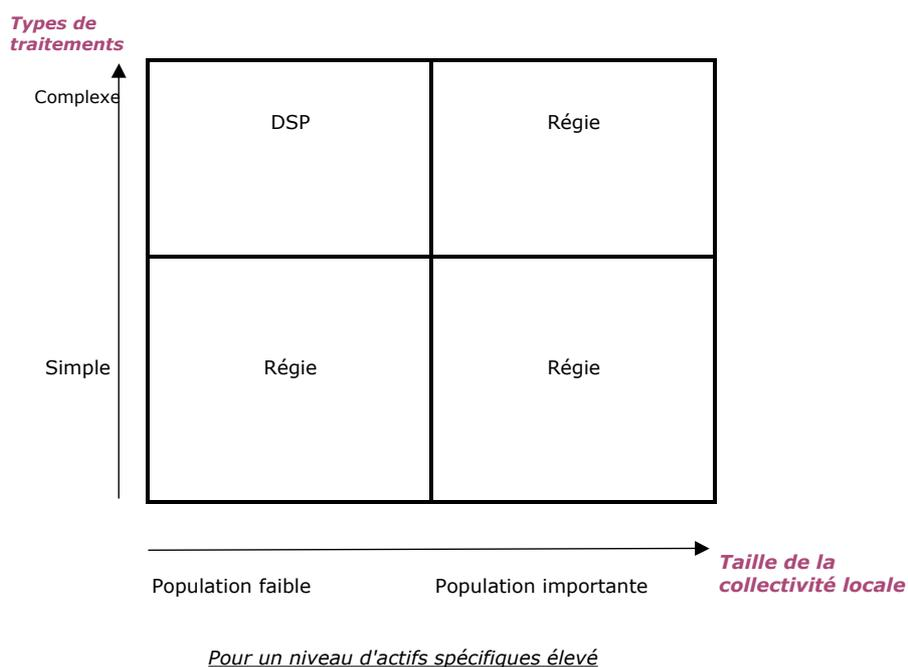 Types de
traitements
Complexe
DSP
Régie
Simple
Régie
Régie
Taille de la
collectivité locale
Population faible
Population importante
Pour un niveau d'actifs spécifiques élevé